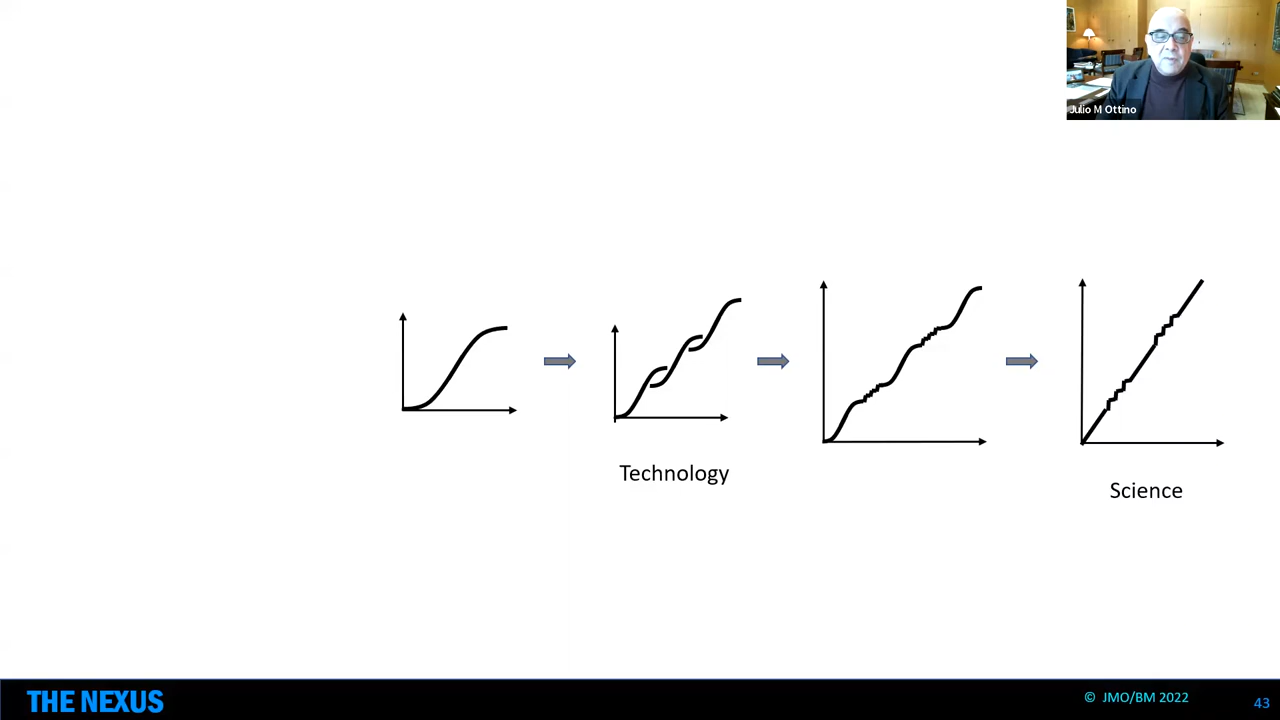 Julio M Ottino
Technology
Science
THE NEXUS
© JMO/BM 2022
43